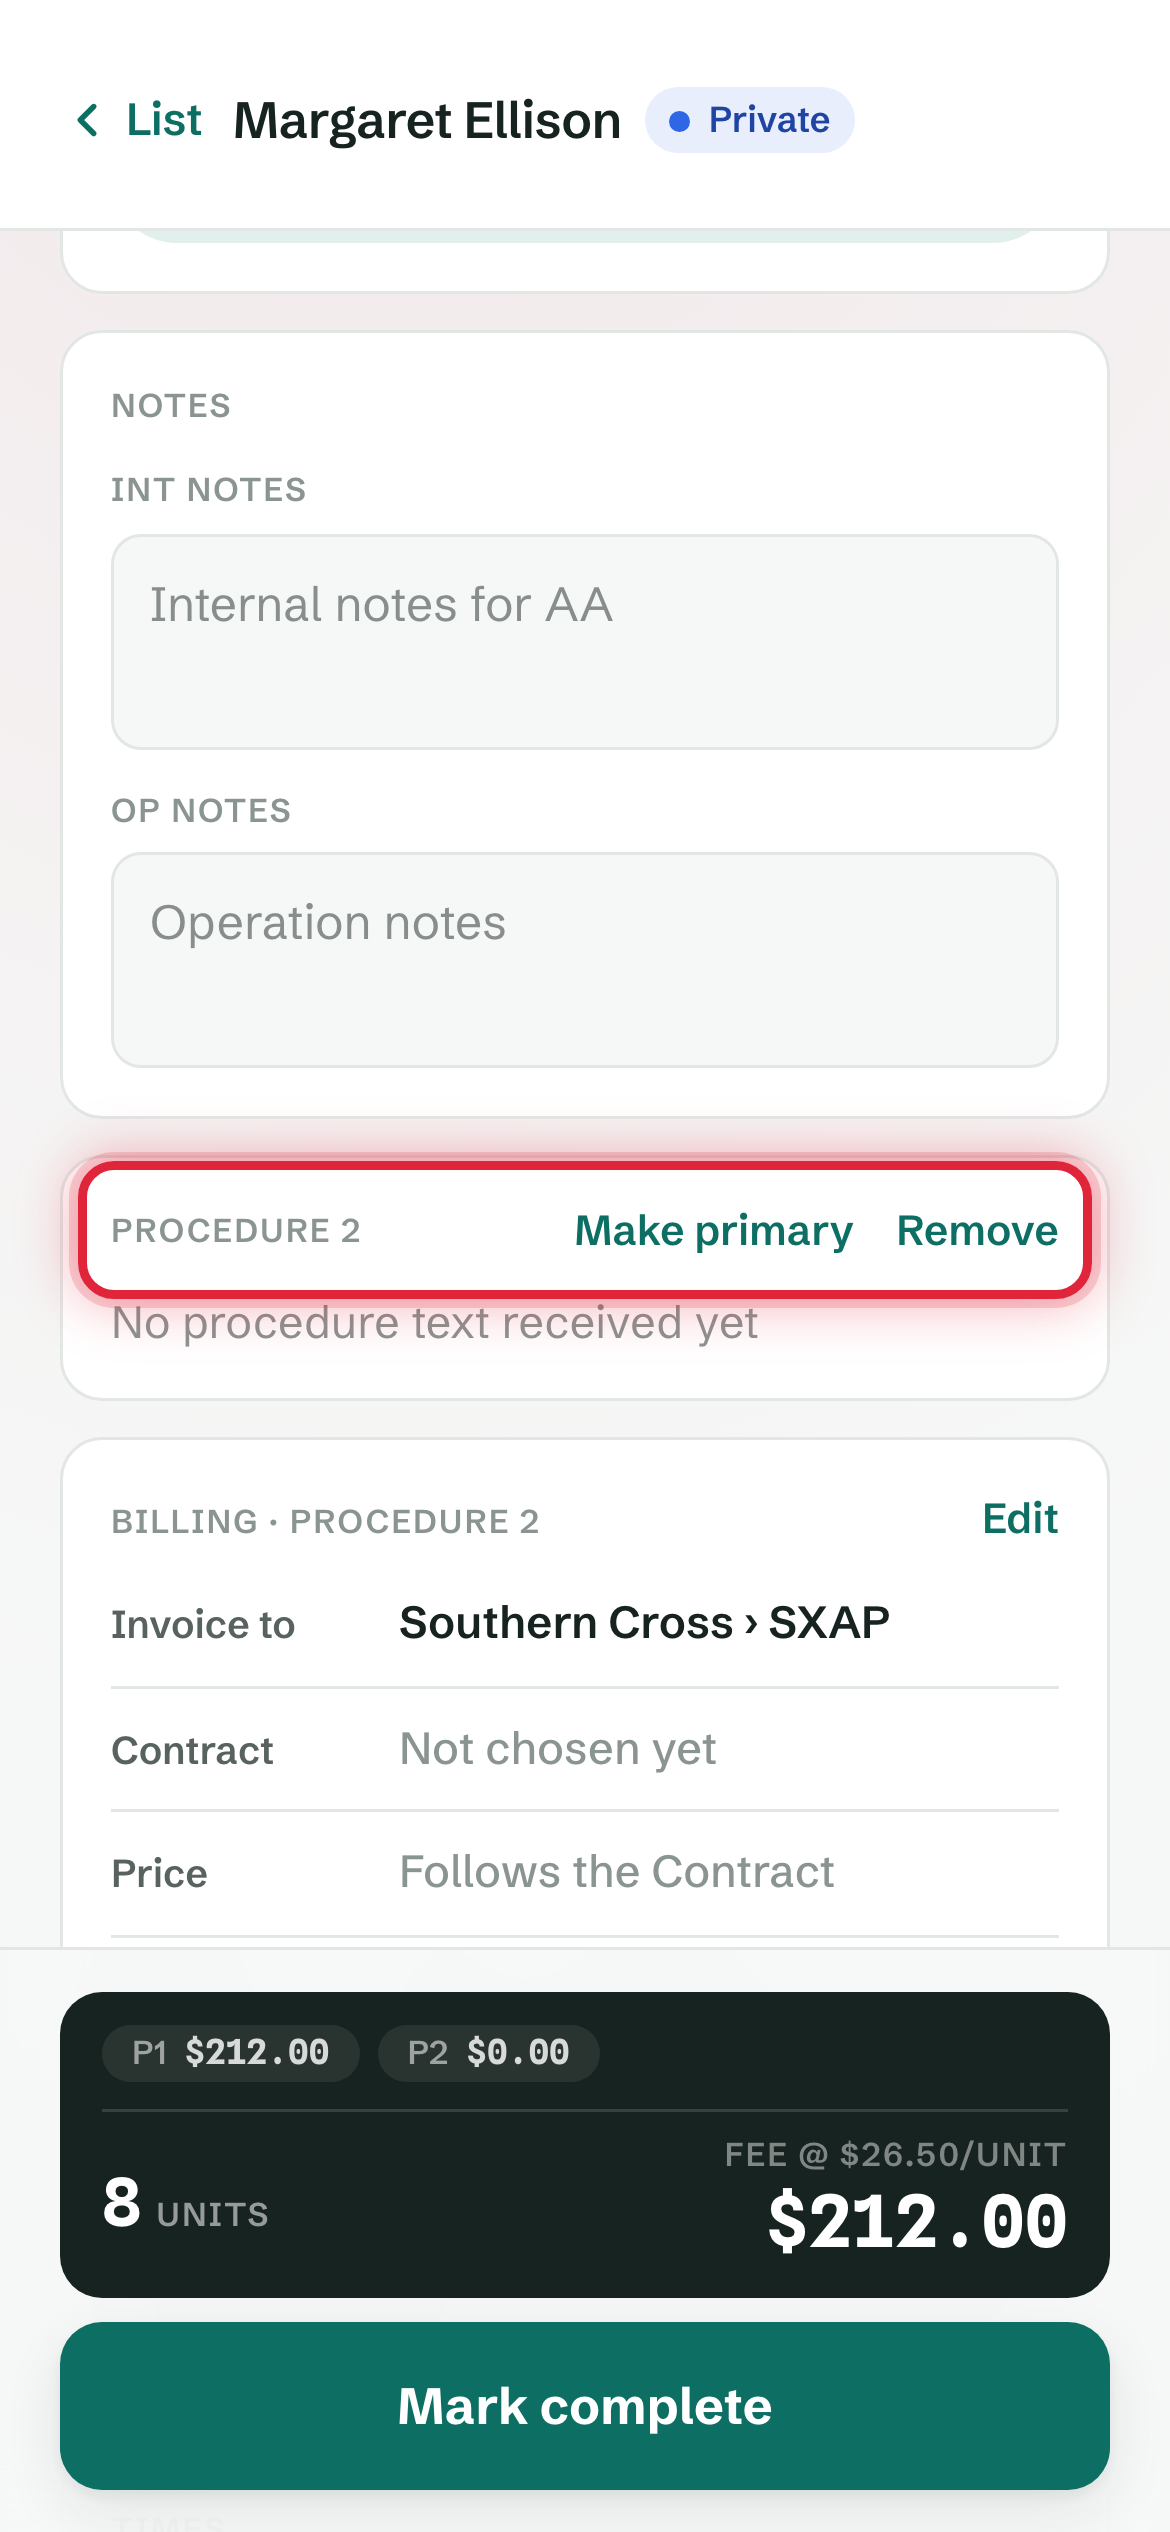 List Margaret Ellison Private
NOTES
INT NOTES
Internal notes for AA
OP NOTES
Operation notes
PROCEDURE 2 Make primary Remove
No procedure text received yet
BILLING · PROCEDURE 2 Edit
Invoice to Southern Cross › SXAP
Contract Not chosen yet
Price Follows the Contract
P1 $212.00 P2 $0.00
FEE @ $26.50/UNIT
8 UNITS $212.00
Mark complete
TIMES